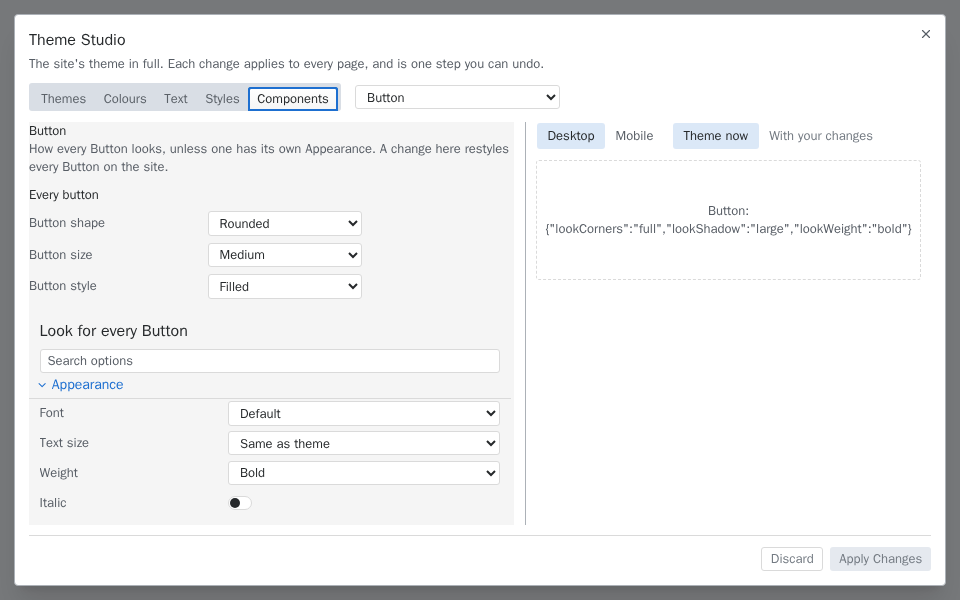 Theme Studio
×
The site's theme in full. Each change applies to every page, and is one step you can undo.
Themes Colours Text Styles Components Button
Button
How every Button looks, unless one has its own Appearance. A change here restyles
every Button on the site.
Every button
Button shape Rounded
Button size Medium
Button style Filled
Look for every Button
Search options
Appearance
Font Default
Text size Same as theme
Weight Bold
Italic
Desktop Mobile Theme now With your changes
Button:
{"lookCorners":"full","lookShadow":"large","lookWeight":"bold"}
Discard Apply Changes